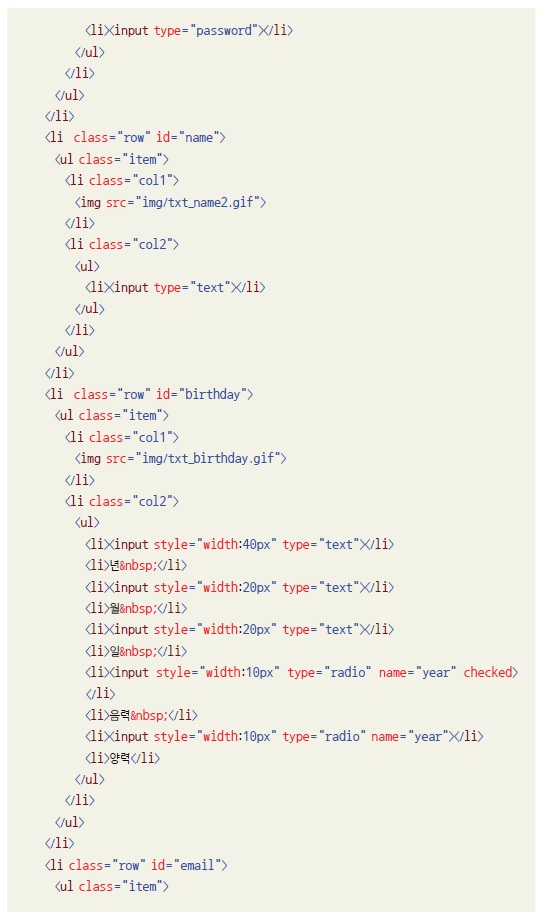 <li><input type="password"></li>
</ul>
</li>
</ul>
</li>
<li  class="row" id="name">
<ul class="item">
<li class="col1">
<img src="img/txt_name2.gif">
</li>
<li class="col2">
<ul>
<li><input type="text"></li>
</ul>
</li>
</ul>
</li>
<li  class="row" id="birthday">
<ul class="item">
<li class="col1">
<img src="img/txt_birthday.gif">
</li>
<li class="col2">
<ul>
<li><input style="width:40px" type="text"></li>
<li>년&nbsp;</li>
<li><input style="width:20px" type="text"></li>
<li>월&nbsp;</li>
<li><input style="width:20px" type="text"></li>
<li>일&nbsp;</li>
<li><input style="width:10px" type="radio" name="year" checked>
</li>
<li>음력&nbsp;</li>
<li><input style="width:10px" type="radio" name="year"></li>
<li>양력</li>
</ul>
</li>
</ul>
</li>
<li class="row" id="email">
<ul class="item">